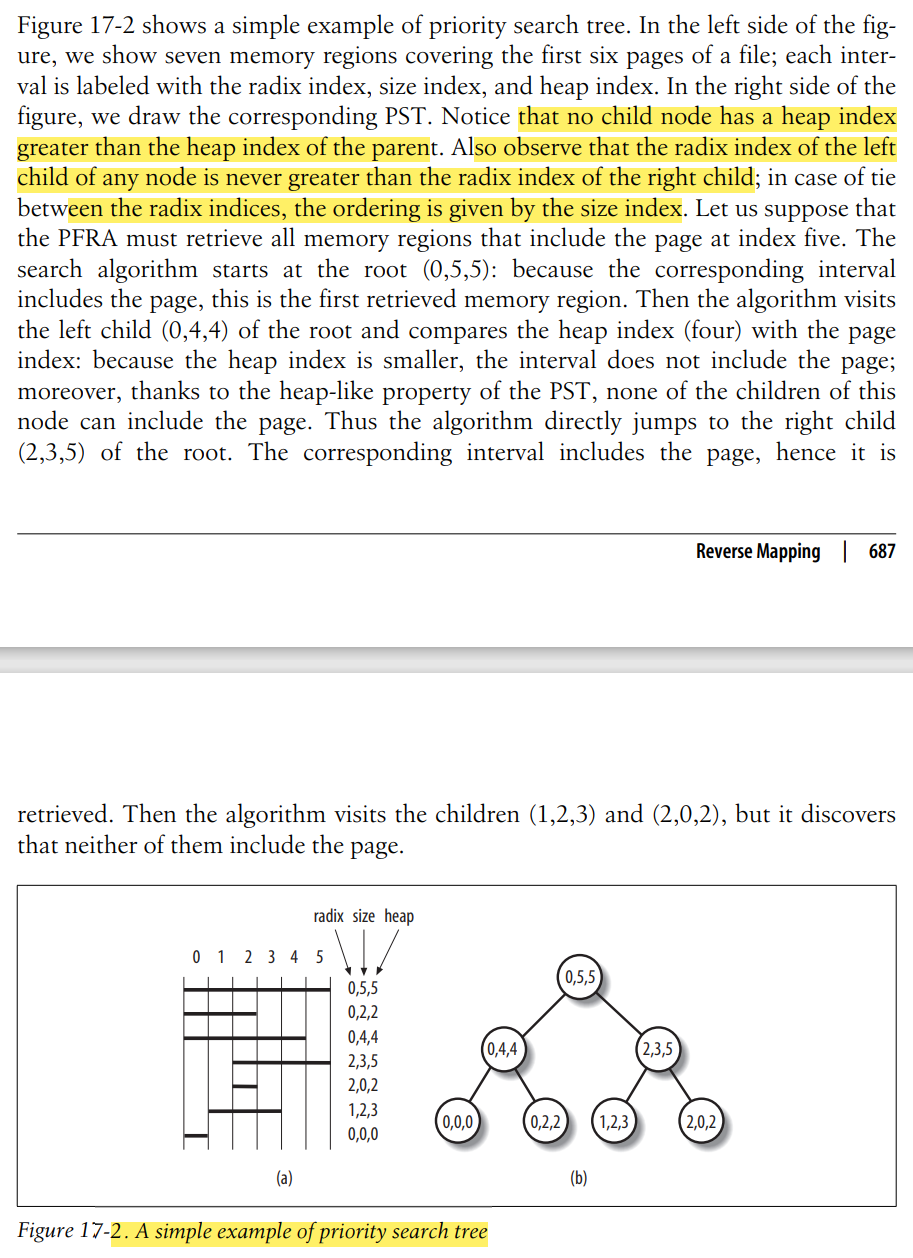 Figure 17-2 shows a simple example of priority search tree. In the left side of the fig-
ure, we show seven memory regions covering the first six pages of a file; each inter-
val is labeled with the radix index, size index, and heap index. In the right side of the
figure, we draw the corresponding PST. Notice that no child node has a heap index
greater than the heap index of the parent. Also observe that the radix index of the left
child of any node is never greater than the radix index of the right child; in case of tie
between the radix indices, the ordering is given by the size index. Let us suppose that
the PFRA must retrieve all memory regions that include the page at index five. The
search algorithm starts at the root (0,5,5): because the corresponding interval
includes the page, this is the first retrieved memory region. Then the algorithm visits
the left child (0,4,4) of the root and compares the heap index (four) with the page
index: because the heap index is smaller, the interval does not include the page;
moreover, thanks to the heap-like property of the PST, none of the children of this
node can include the page. Thus the algorithm directly jumps to the right child
(2,3,5) of the root. The corresponding interval includes the page, hence it is
Reverse Mapping | 687
retrieved. Then the algorithm visits the children (1,2,3) and (2,0,2), but it discovers
that neither of them include the page.
radix size heap
0 1 2 3 4 5
0,5,5
0,2,2
0,4,4
2,3,5
2,0,2
1,2,3
0,0,0
(a)
0,5,5
0,4,4 2,3,5
0,0,0 0,2,2 1,2,3 2,0,2
(b)
Figure 17-2. A simple example of priority search tree